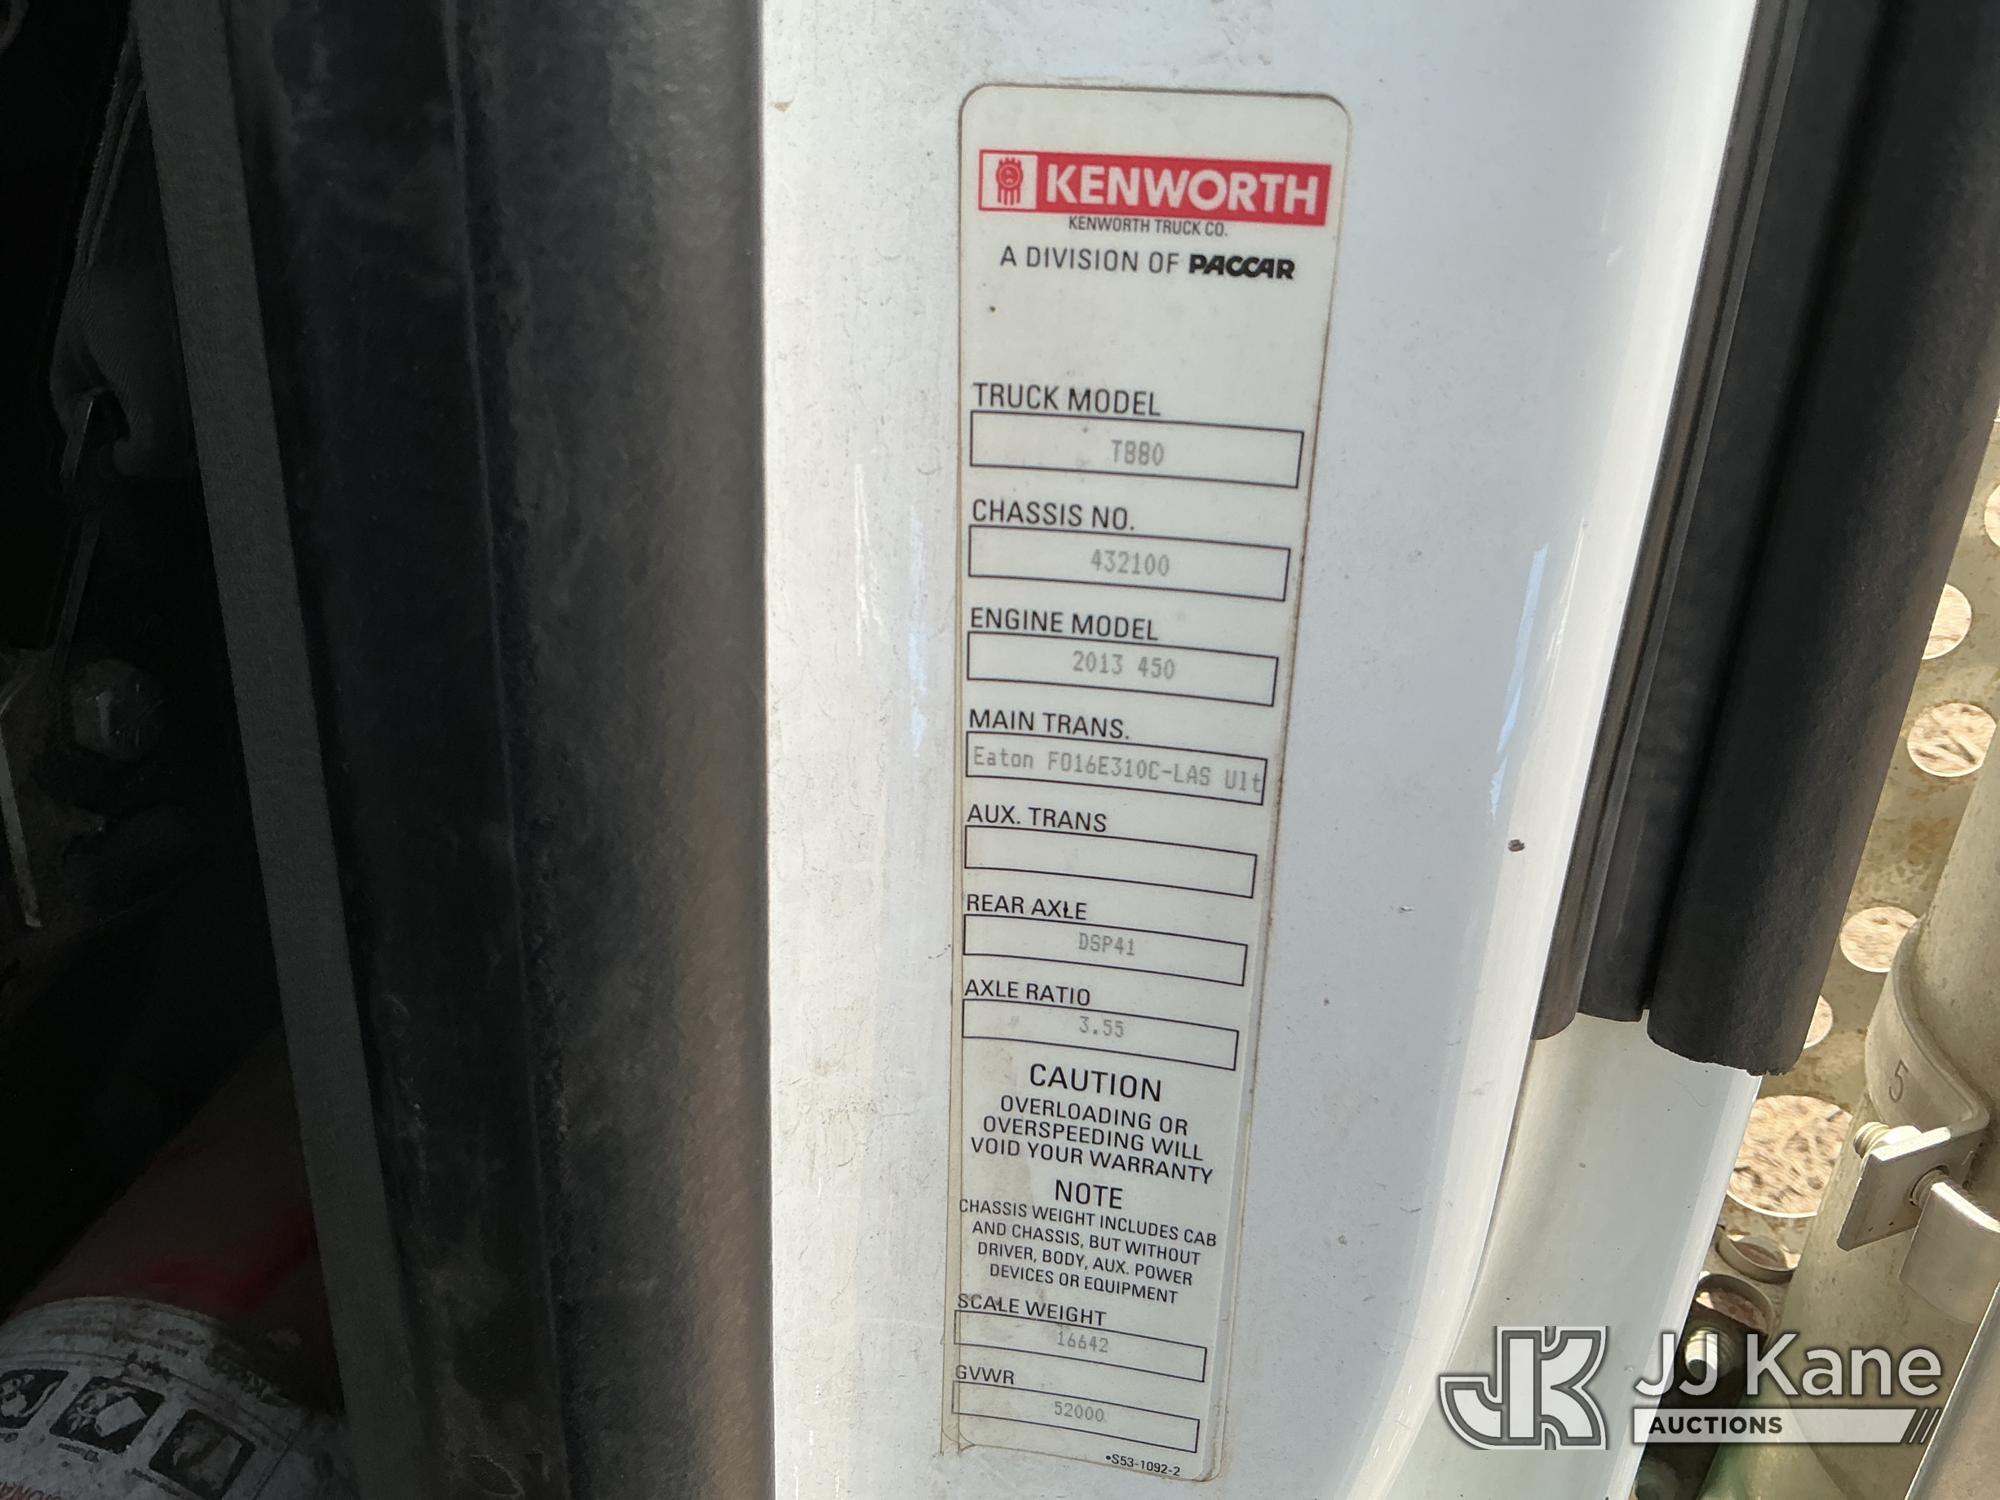 KENWORTH
KENWORTH TRUCK CO.
A DIVISION OF PACCAR
TRUCK MODEL
T880
CHASSIS NO.
432100
ENGINE MODEL
2013 450
MAIN TRANS.
Eaton FO16E310C-LAS Ult
AUX. TRANS
REAR AXLE
DSP41
AXLE RATIO
3.55
CAUTION
OVERLOADING OR
OVERSPEEDING WILL
VOID YOUR WARRANTY
NOTE
CHASSIS WEIGHT INCLUDES CAB
AND CHASSIS, BUT WITHOUT
DRIVER, BODY, AUX. POWER
DEVICES OR EQUIPMENT
SCALE WEIGHT
16642
GVWR
52000
•S53-1092-2
5
JK JJ Kane
AUCTIONS